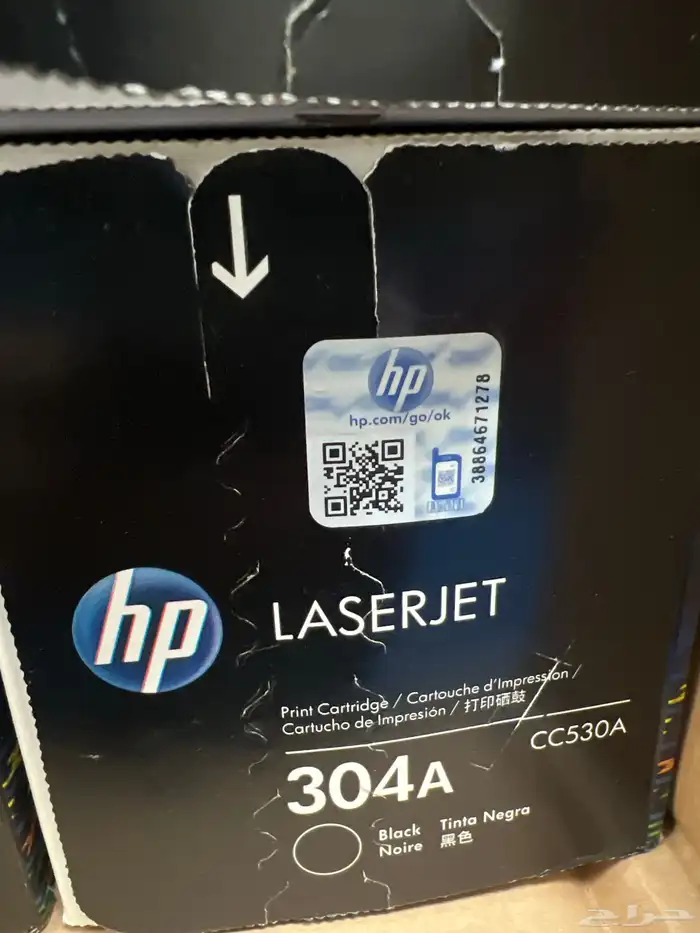 hp
hp.com/go/ok
38864671278
hp
LASERJET
Print Cartridge / Cartouche d'Impression /
Cartucho de Impresión / 打印硒鼓
CC530A
304A
Black Tinta Negra
Noire 黑色
حراج